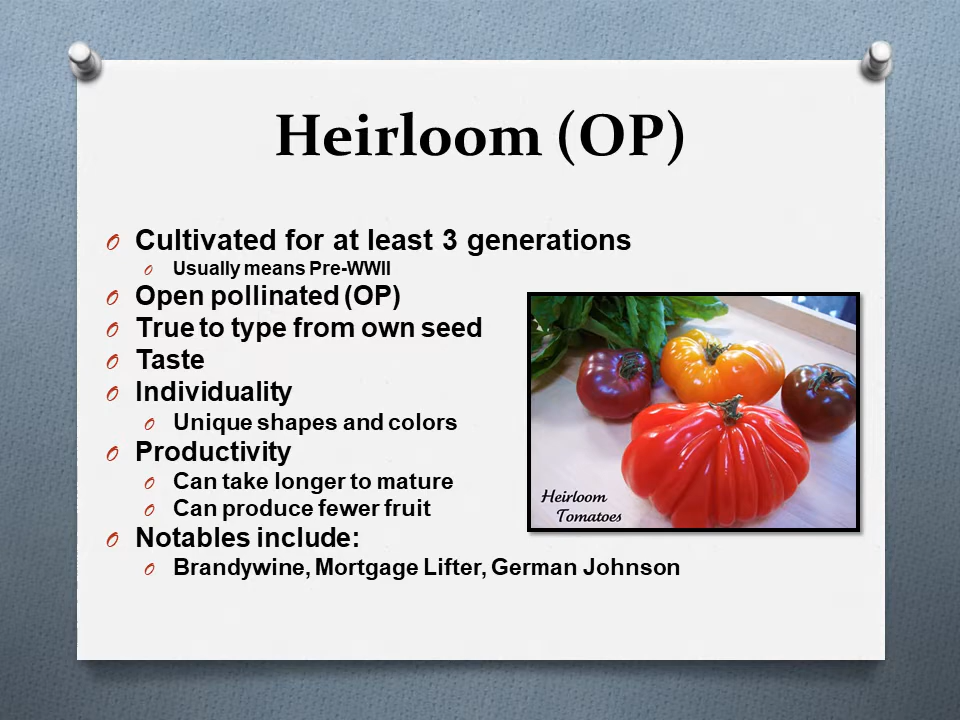 Heirloom (OP)
Cultivated for at least 3 generations
Usually means Pre-WWII
Open pollinated (OP)
True to type from own seed
Taste
Individuality
Unique shapes and colors
Productivity
Can take longer to mature
Can produce fewer fruit
Notables include:
Brandywine, Mortgage Lifter, German Johnson
Heirloom
Tomatoes